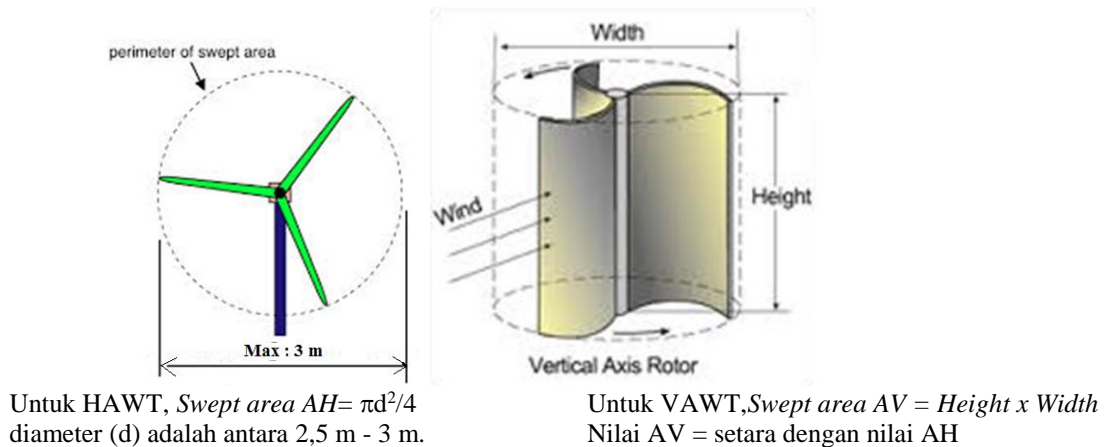 perimeter of swept area
Max : 3 m
Width
Wind
Height
Vertical Axis Rotor
Untuk HAWT, Swept area AH= πd²/4
diameter (d) adalah antara 2,5 m - 3 m.
Untuk VAWT,Swept area AV = Height x Width
Nilai AV = setara dengan nilai AH